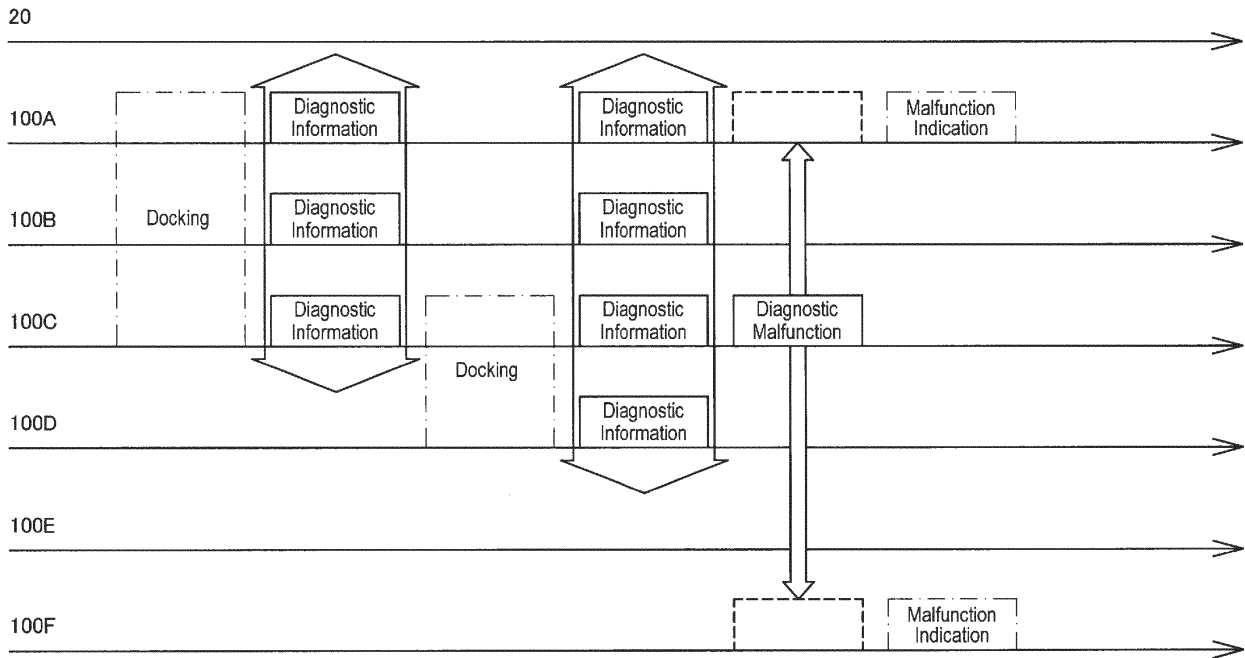 20
100A
Diagnostic
Information
Diagnostic
Information
Malfunction
Indication
100B
Docking
Diagnostic
Information
Diagnostic
Information
100C
Diagnostic
Information
Diagnostic
Information
Diagnostic
Malfunction
Docking
100D
Diagnostic
Information
100E
100F
Malfunction
Indication